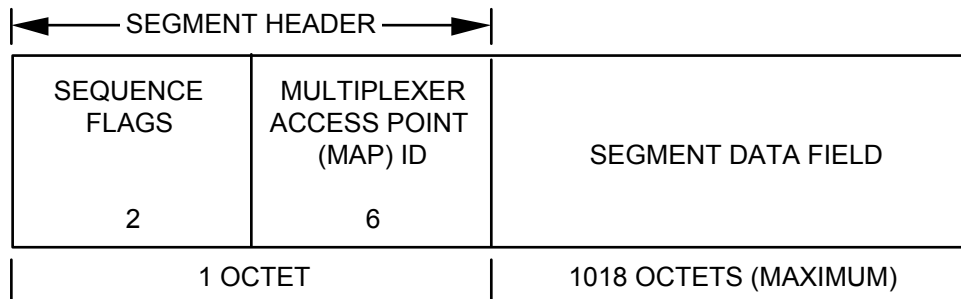 SEGMENT HEADER
SEQUENCE
FLAGS
2
MULTIPLEXER
ACCESS POINT
(MAP) ID
6
SEGMENT DATA FIELD
1 OCTET
1018 OCTETS (MAXIMUM)